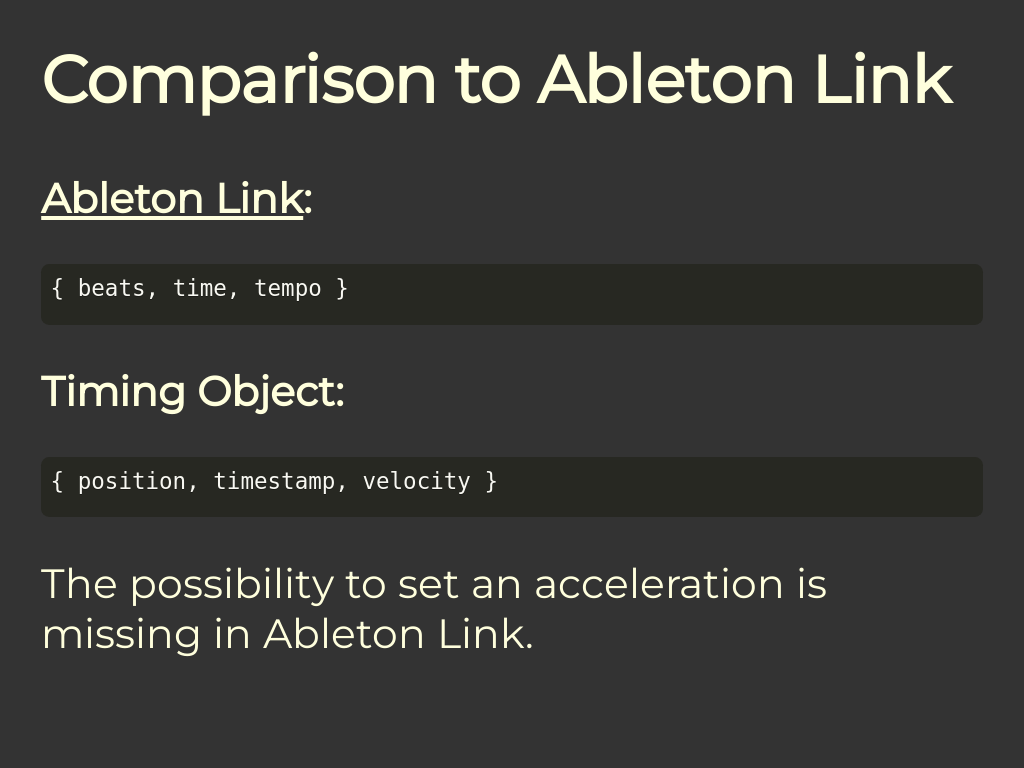 Comparison to Ableton Link
Ableton Link:
{ beats, time, tempo }
Timing Object:
{ position, timestamp, velocity }
The possibility to set an acceleration is
missing in Ableton Link.